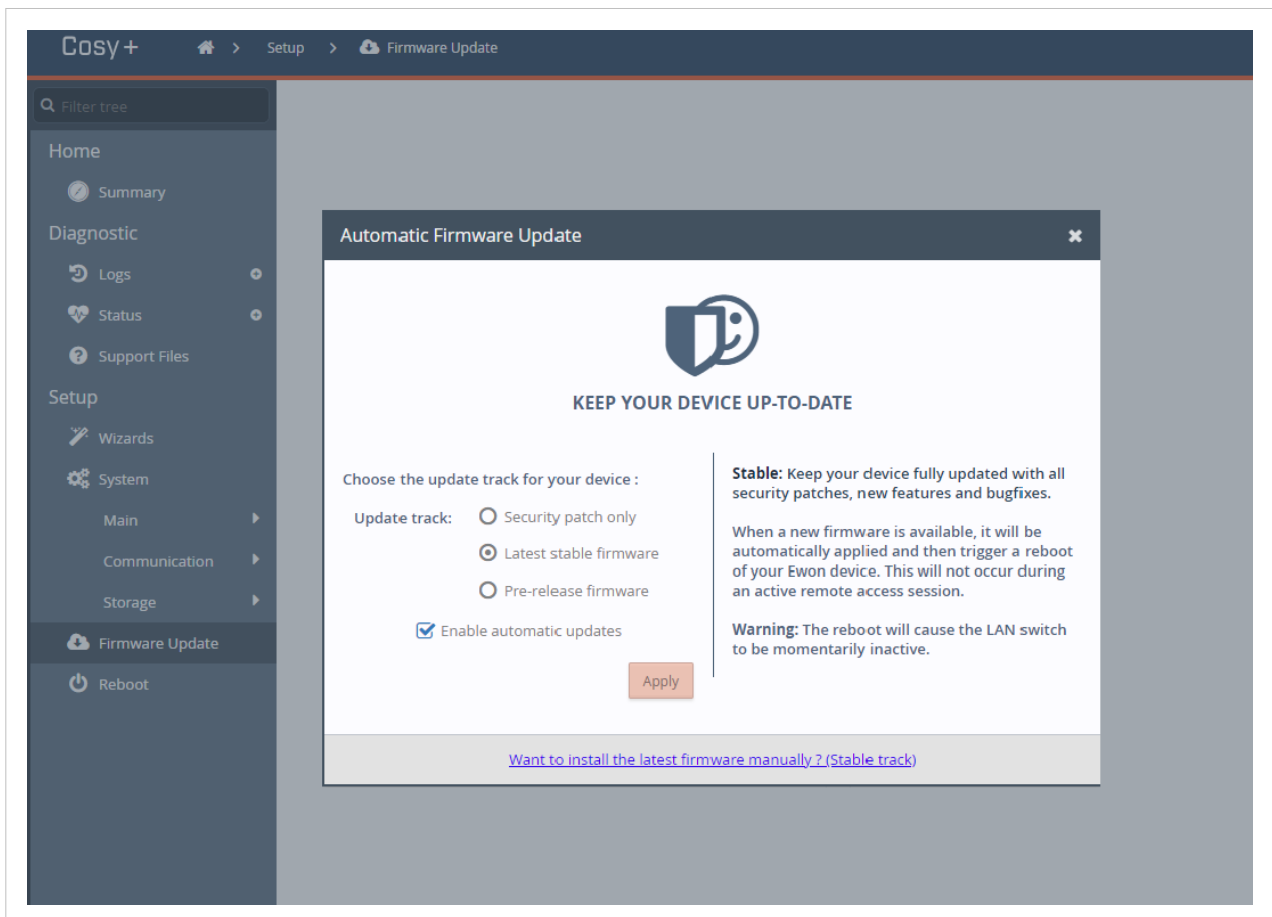 Cosy+ > Setup > Firmware Update
Filter tree
Home
Summary
Diagnostic
Logs
Status
Support Files
Setup
Wizards
System
Main
Communication
Storage
Firmware Update
Reboot
Automatic Firmware Update
KEEP YOUR DEVICE UP-TO-DATE
Choose the update track for your device :
Update track:
Security patch only
Latest stable firmware
Pre-release firmware
Enable automatic updates
Apply
Stable: Keep your device fully updated with all
security patches, new features and bugfixes.
When a new firmware is available, it will be
automatically applied and then trigger a reboot
of your Ewon device. This will not occur during
an active remote access session.
Warning: The reboot will cause the LAN switch
to be momentarily inactive.
Want to install the latest firmware manually ? (Stable track)